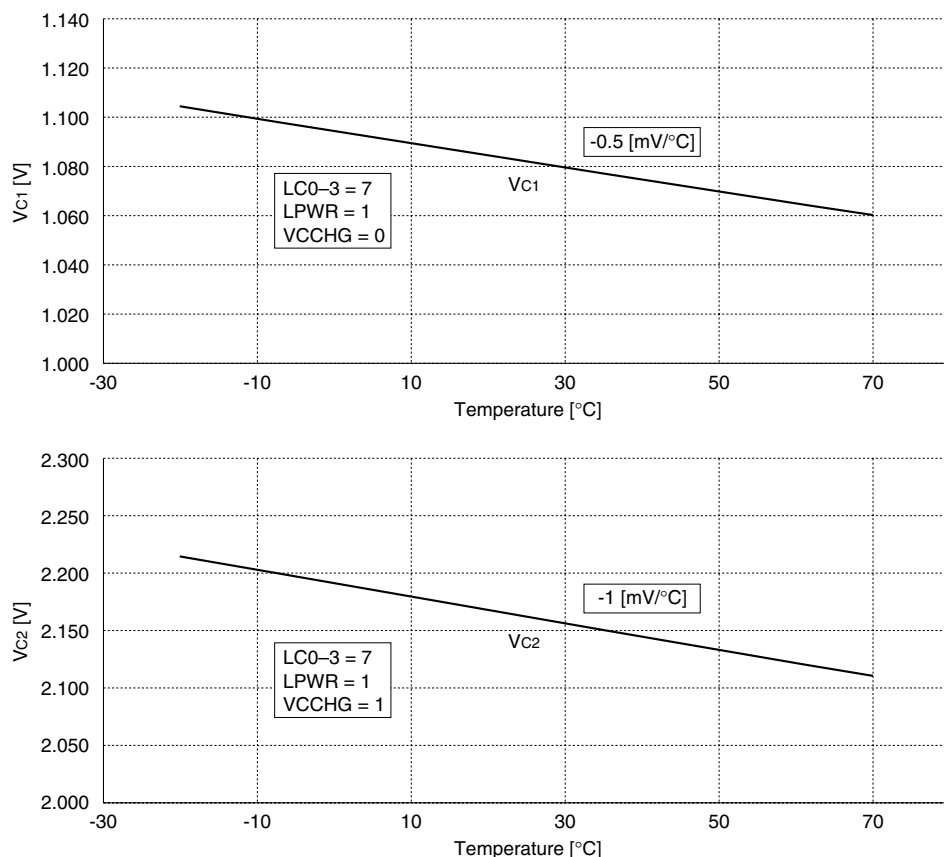 1.140
1.120
1.100
1.080
1.060
1.040
1.020
1.000
VC1 [V]
-0.5 [mV/°C]
VC1
LC0–3 = 7
LPWR = 1
VCCHG = 0
-30 -10 10 30 50 70
Temperature [°C]
2.300
2.250
2.200
2.150
2.100
2.050
2.000
VC2 [V]
-1 [mV/°C]
VC2
LC0–3 = 7
LPWR = 1
VCCHG = 1
-30 -10 10 30 50 70
Temperature [°C]